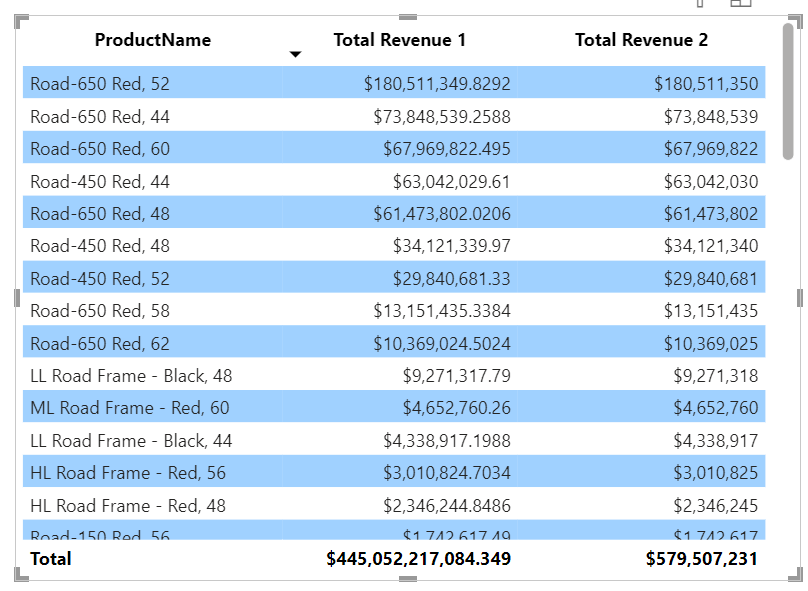 ProductName Total Revenue 1 Total Revenue 2
Road-650 Red, 52 $180,511,349.8292 $180,511,350
Road-650 Red, 44 $73,848,539.2588 $73,848,539
Road-650 Red, 60 $67,969,822.495 $67,969,822
Road-450 Red, 44 $63,042,029.61 $63,042,030
Road-650 Red, 48 $61,473,802.0206 $61,473,802
Road-450 Red, 48 $34,121,339.97 $34,121,340
Road-450 Red, 52 $29,840,681.33 $29,840,681
Road-650 Red, 58 $13,151,435.3384 $13,151,435
Road-650 Red, 62 $10,369,024.5024 $10,369,025
LL Road Frame - Black, 48 $9,271,317.79 $9,271,318
ML Road Frame - Red, 60 $4,652,760.26 $4,652,760
LL Road Frame - Black, 44 $4,338,917.1988 $4,338,917
HL Road Frame - Red, 56 $3,010,824.7034 $3,010,825
HL Road Frame - Red, 48 $2,346,244.8486 $2,346,245
Road-150 Red, 56 $1,742,617.49 $1,742,617
Total $445,052,217,084.349 $579,507,231